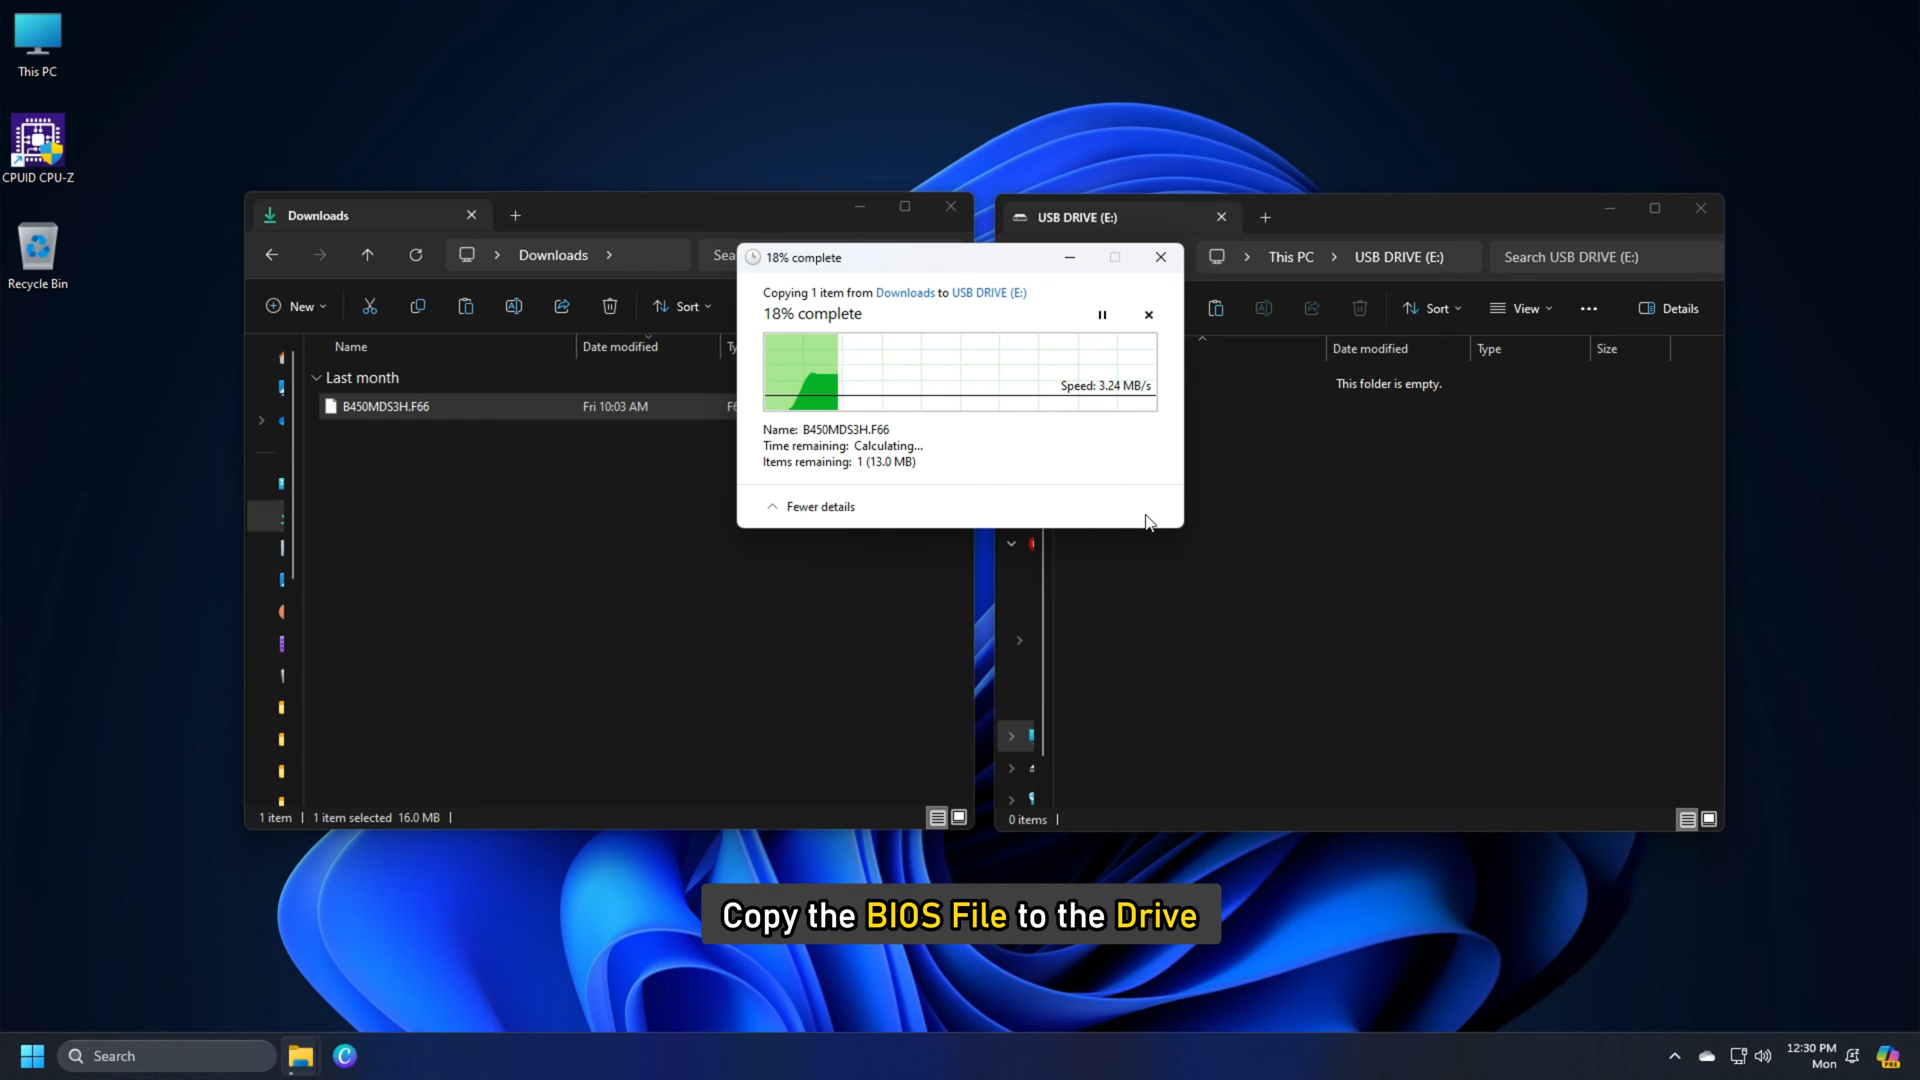 This PC
CPUID CPU-Z
Recycle Bin
Downloads
Downloads
Sea
New
Sort
Name
Date modified
Ty
Last month
B450MDS3H.F66
Fri 10:03 AM
F6
1 item
1 item selected 16.0 MB
18% complete
Copying 1 item from Downloads to USB DRIVE (E:)
18% complete
Speed: 3.24 MB/s
Name: B450MDS3H.F66
Time remaining: Calculating...
Items remaining: 1 (13.0 MB)
Fewer details
USB DRIVE (E:)
This PC
USB DRIVE (E:)
Search USB DRIVE (E:)
Sort
View
Details
Date modified
Type
Size
This folder is empty.
0 items
Copy the BIOS File to the Drive
Search
12:30 PM
Mon
PRE